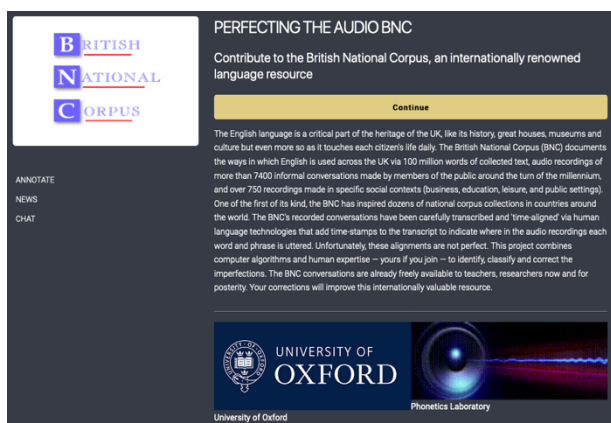 BRITISH
NATIONAL
CORPUS
ANNOTATE
NEWS
CHAT
PERFECTING THE AUDIO BNC
Contribute to the British National Corpus, an internationally renowned
language resource
Continue
The English language is a critical part of the heritage of the UK, like its history, great houses, museums and
culture but even more so as it touches each citizen's life daily. The British National Corpus (BNC) documents
the ways in which English is used across the UK via 100 million words of collected text, audio recordings of
more than 7400 informal conversations made by members of the public around the turn of the millennium,
and over 750 recordings made in specific social contexts (business, education, leisure, and public settings).
One of the first of its kind, the BNC has inspired dozens of national corpus collections in countries around
the world. The BNC's recorded conversations have been carefully transcribed and 'time-aligned' via human
language technologies that add time-stamps to the transcript to indicate where in the audio recordings each
word and phrase is uttered. Unfortunately, these alignments are not perfect. This project combines
computer algorithms and human expertise – yours if you join – to identify, classify and correct the
imperfections. The BNC conversations are already freely available to teachers, researchers now and for
posterity. Your corrections will improve this internationally valuable resource.
UNIVERSITY OF
OXFORD
University of Oxford
Phonetics Laboratory